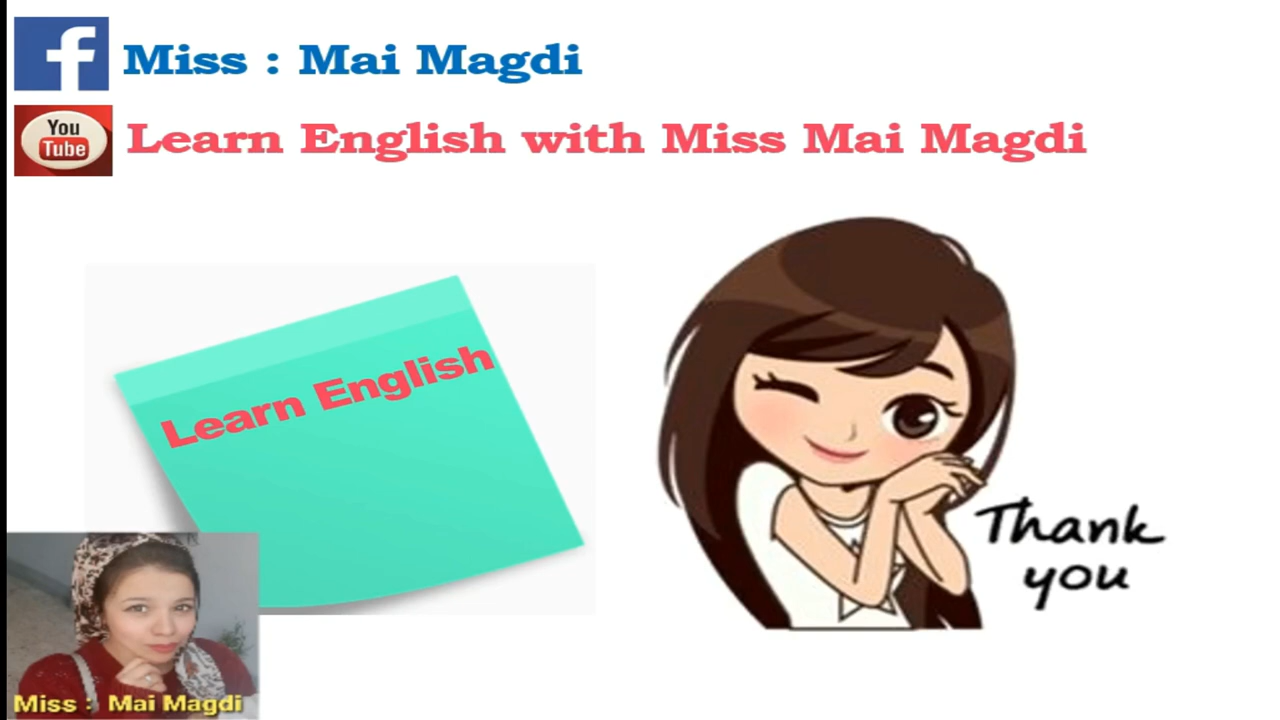 f Miss : Mai Magdi
You
Tube
Learn English with Miss Mai Magdi
Learn English
Thank
you
Miss : Mai Magdi